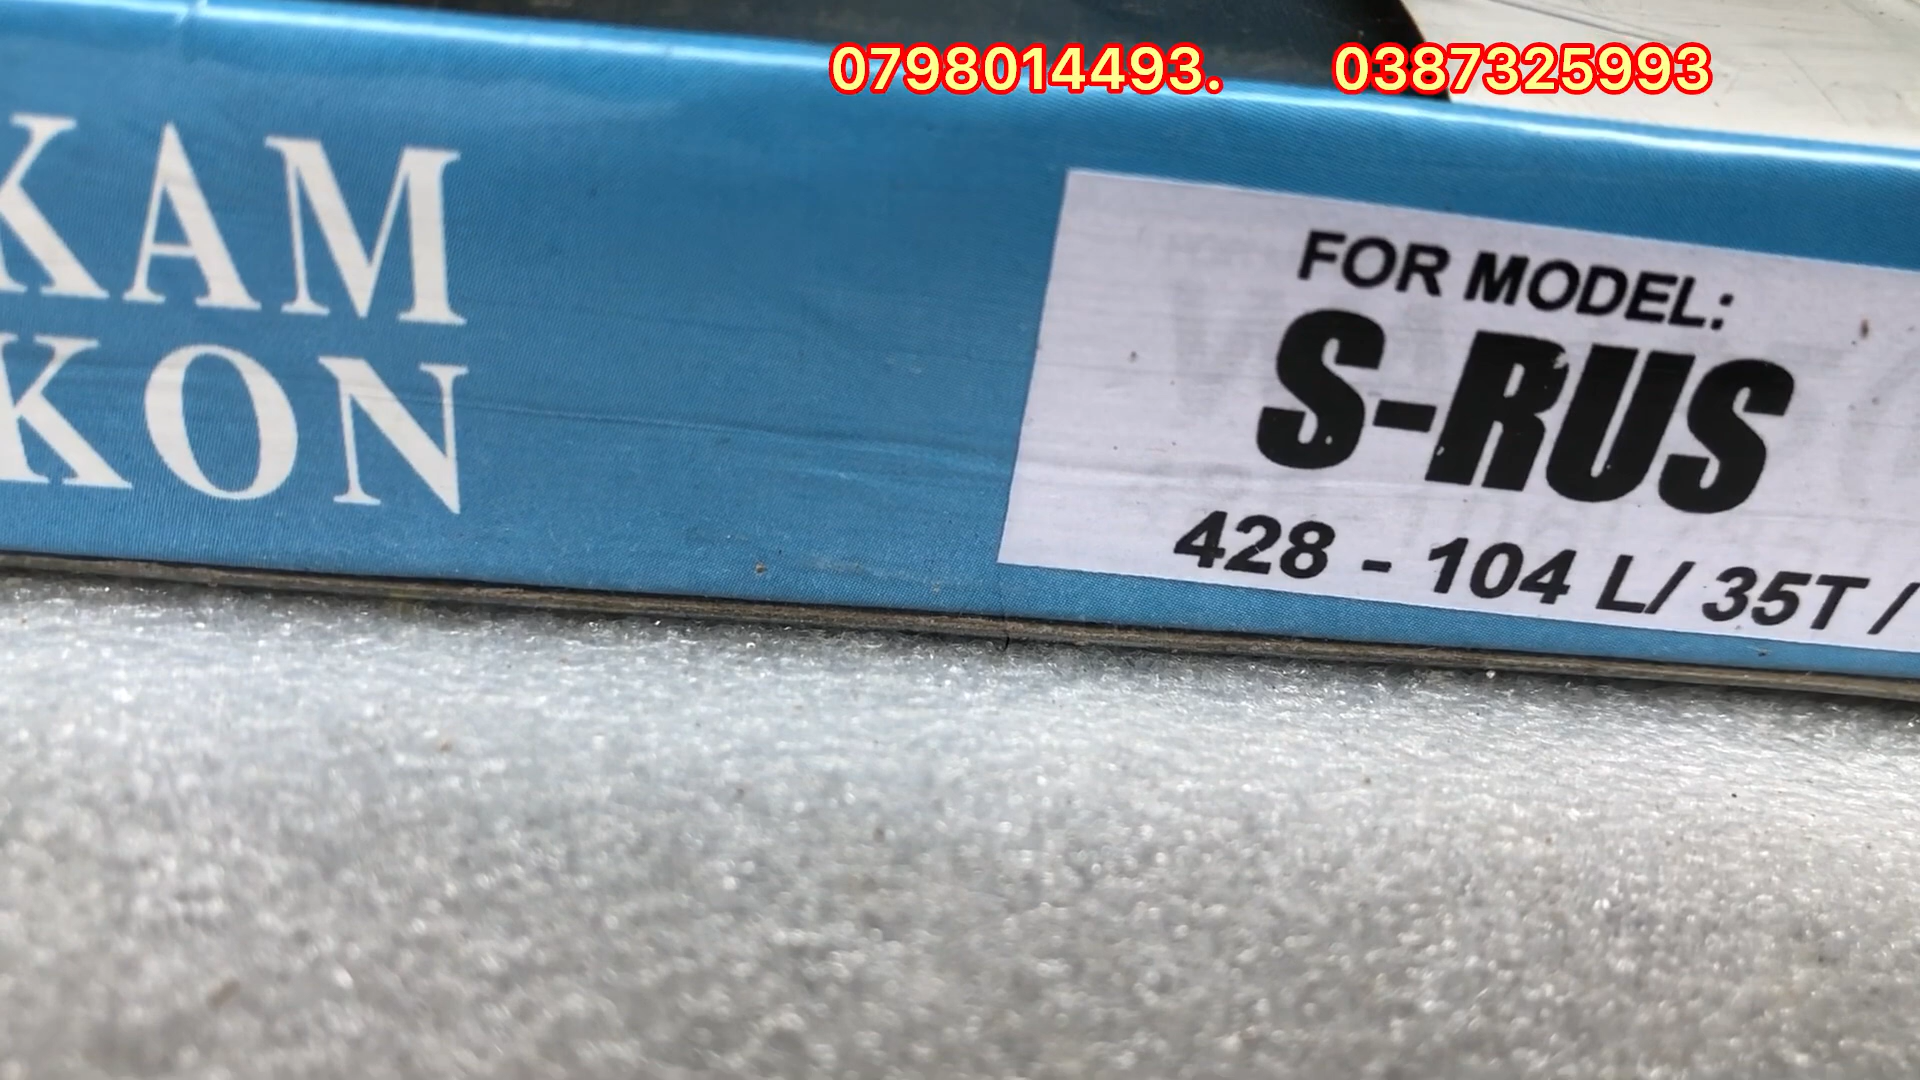 0798014493. 0387325993
KAM
KON
FOR MODEL:
S-RUS
428 - 104 L/ 35T /